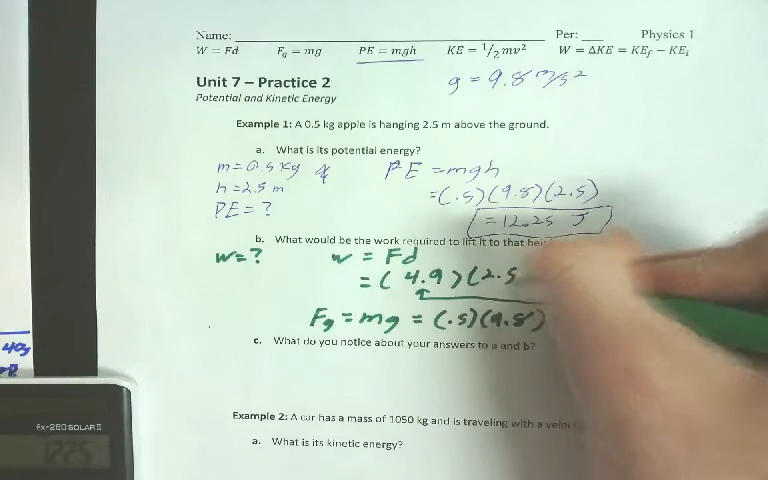 Name: Per: ___ Physics 1
W = Fd F_g = mg PE = mgh KE = 1/2 mv² W = ΔKE = KE_f − KE_i
Unit 7 – Practice 2 g = 9.8 m/s²
Potential and Kinetic Energy
Example 1: A 0.5 kg apple is hanging 2.5 m above the ground.
a. What is its potential energy?
m = 0.5 kg PE = mgh
h = 2.5 m = (.5)(9.8)(2.5)
PE = ? = 12.25 J
b. What would be the work required to lift it to that
w = ? w = Fd
= (4.9)(2.5
Fg = mg = (.5)(9.8)
c. What do you notice about your answers to a and b?
40
fx-260 SOLAR II
1225
Example 2: A car has a mass of 1050 kg and is traveling with a
a. What is its kinetic energy?